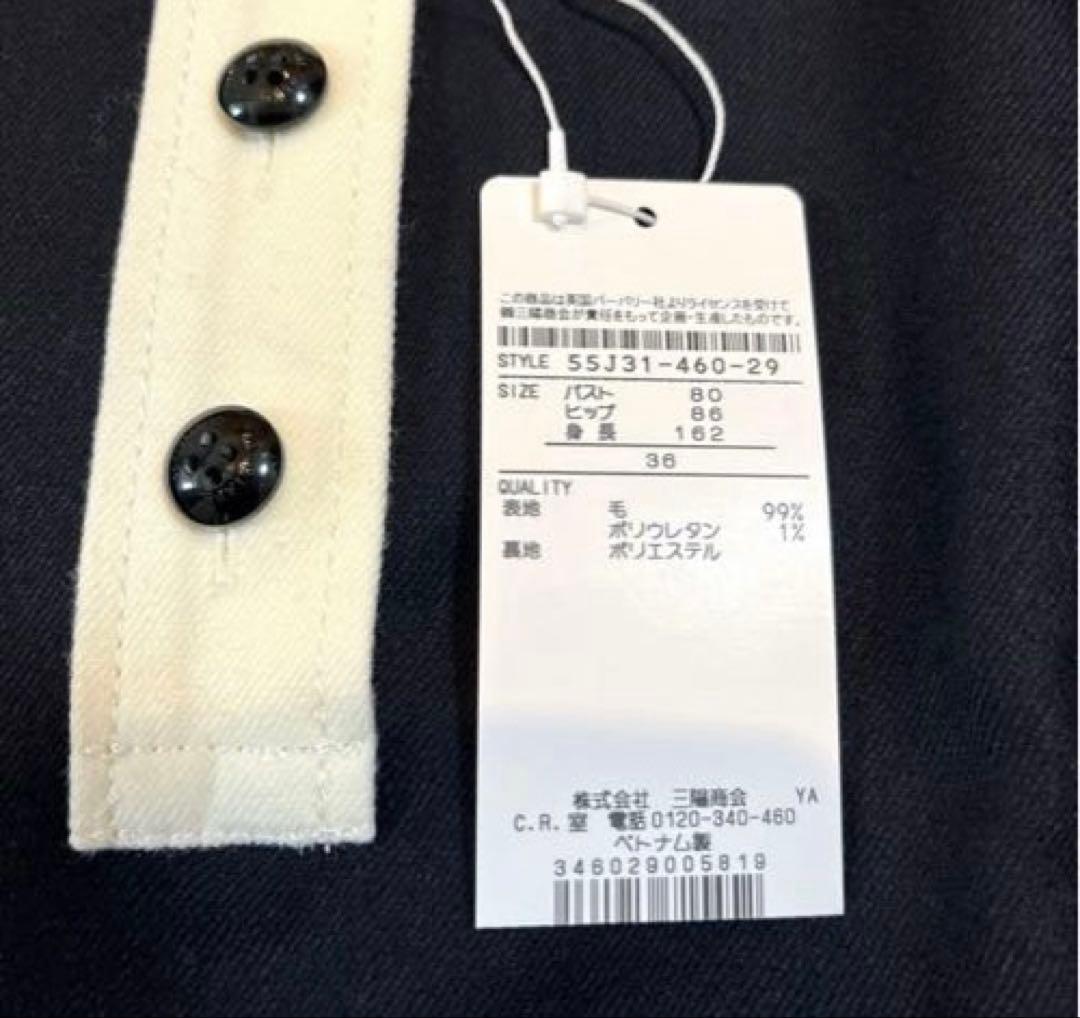 この商品は英国バーバリー社よりライセンスを受けて
㈱三陽商会が責任をもって企画・生産したものです。
STYLE 55J31-460-29
SIZE バスト 80
ヒップ 86
身長 162
36
QUALITY
表地 毛 99%
ポリウレタン 1%
裏地 ポリエステル
株式会社 三陽商会 YA
C.R.室 電話0120-340-460
ベトナム製
346029005819